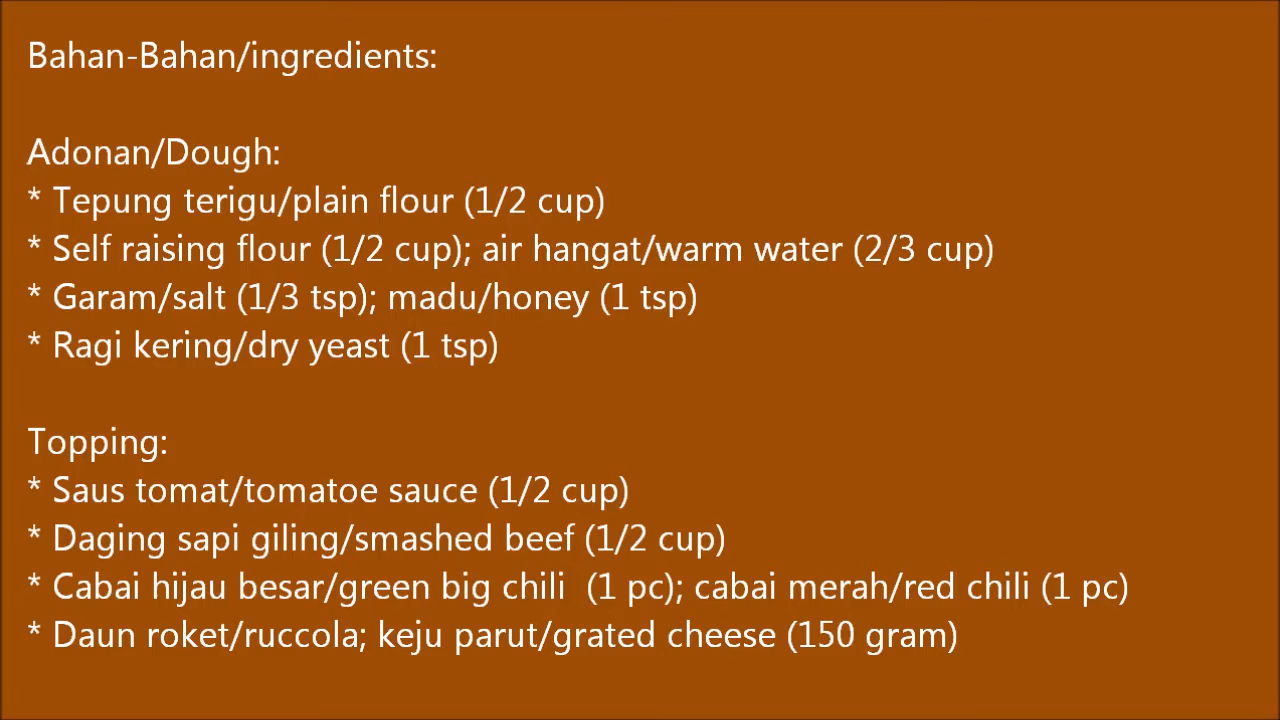 Bahan-Bahan/ingredients:
Adonan/Dough:
* Tepung terigu/plain flour (1/2 cup)
* Self raising flour (1/2 cup); air hangat/warm water (2/3 cup)
* Garam/salt (1/3 tsp); madu/honey (1 tsp)
* Ragi kering/dry yeast (1 tsp)
Topping:
* Saus tomat/tomatoe sauce (1/2 cup)
* Daging sapi giling/smashed beef (1/2 cup)
* Cabai hijau besar/green big chili  (1 pc); cabai merah/red chili (1 pc)
* Daun roket/ruccola; keju parut/grated cheese (150 gram)